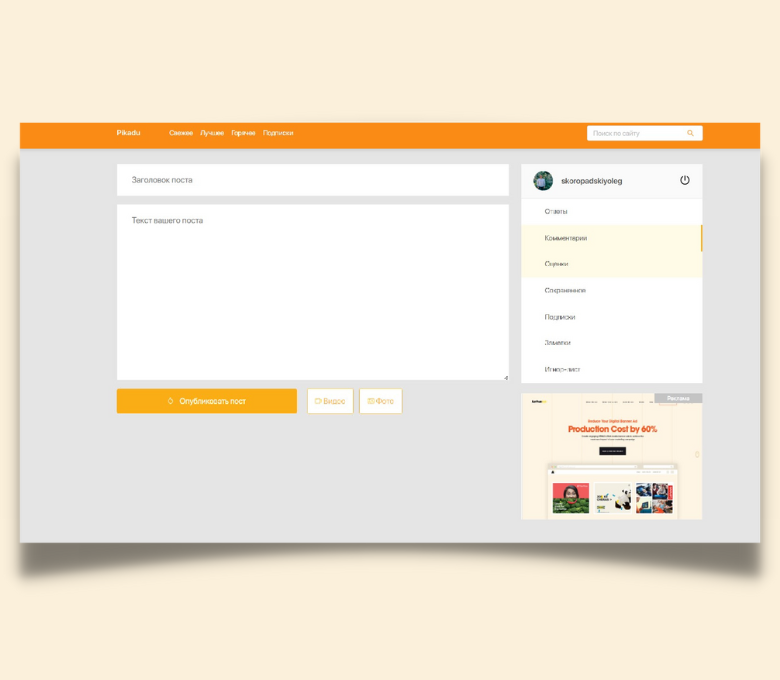 Pikadu
Свежее Лучшее Горячее Подписки
Поиск по сайту
Заголовок поста
Текст вашего поста
Опубликовать пост
Видео
Фото
skoropadskiyoleg
Ответы
Комментарии
Оценки
Сохраненное
Подписки
Заметки
Игнор-лист
Реклама
Production Cost by 60%